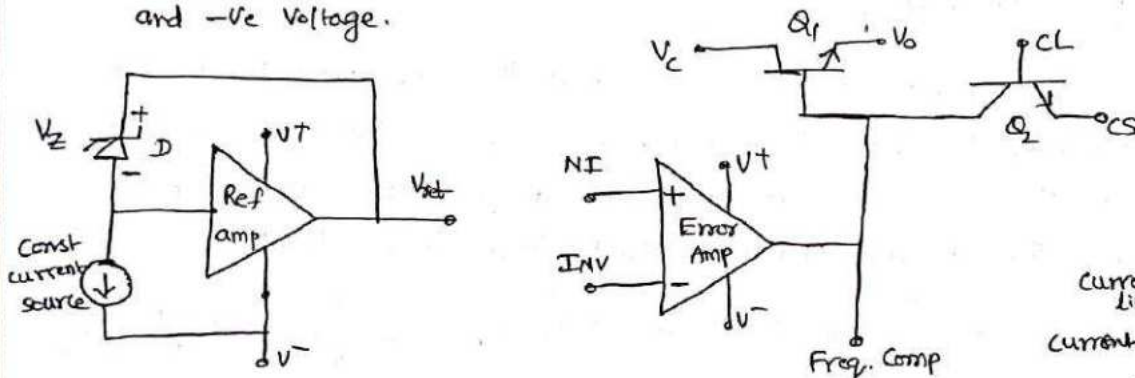 and -ve voltage.
Q1
Vc
Vo
CL
Q2
CS
Vz
+
D
-
V+
Ref
amp
Vref
Const
current
source
V-
NI
+
V+
Error
Amp
INV
-
V-
Freq. Comp
Curre
li
Current